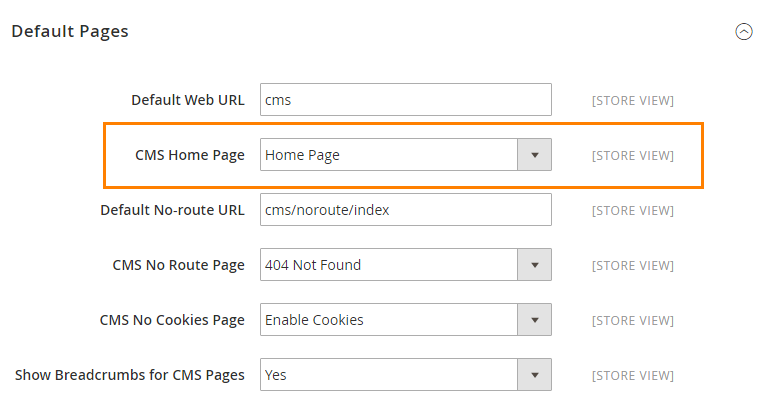 Default Pages
Default Web URL cms [STORE VIEW]
CMS Home Page Home Page [STORE VIEW]
Default No-route URL cms/noroute/index [STORE VIEW]
CMS No Route Page 404 Not Found [STORE VIEW]
CMS No Cookies Page Enable Cookies [STORE VIEW]
Show Breadcrumbs for CMS Pages Yes [STORE VIEW]